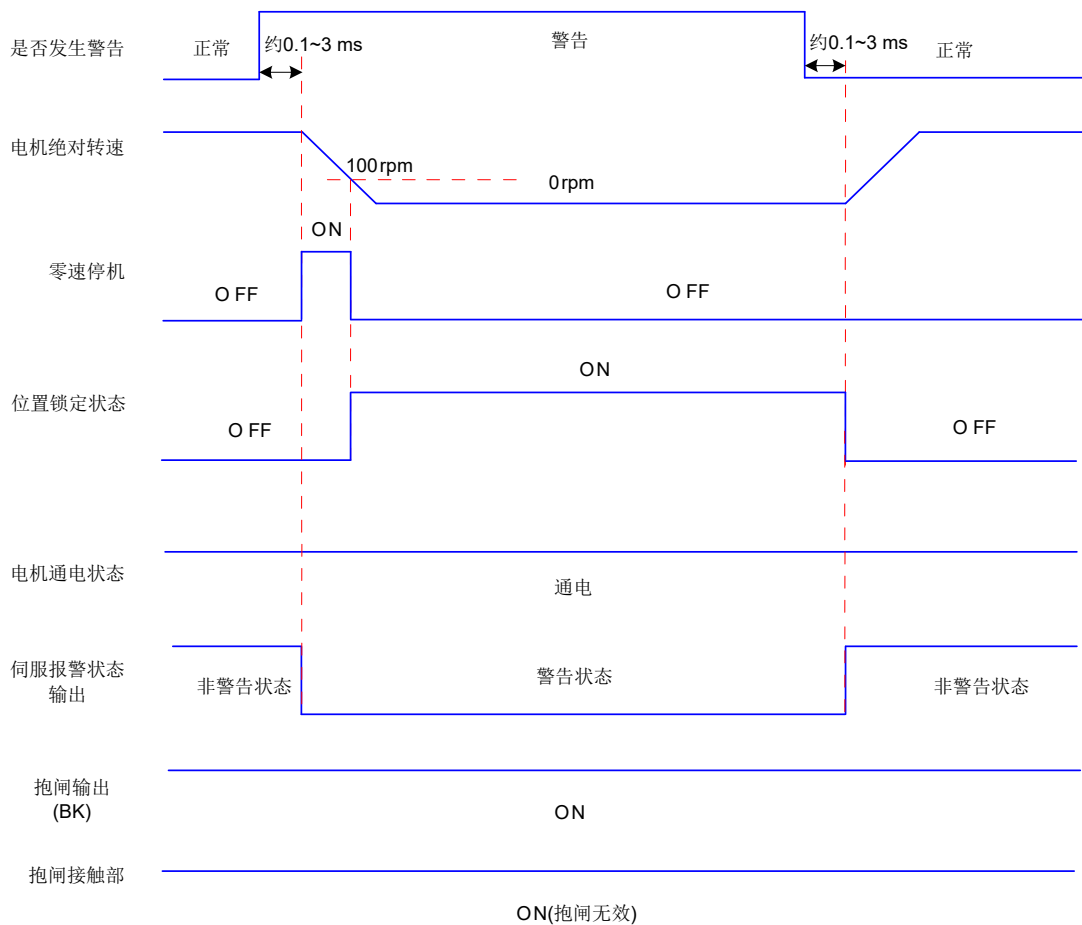 是否发生警告
正常
约0.1~3 ms
警告
约0.1~3 ms
正常
电机绝对转速
100rpm
0rpm
零速停机
OFF
ON
OFF
位置锁定状态
OFF
ON
OFF
电机通电状态
通电
伺服报警状态
输出
非警告状态
警告状态
非警告状态
抱闸输出
(BK)
ON
抱闸接触部
ON(抱闸无效)